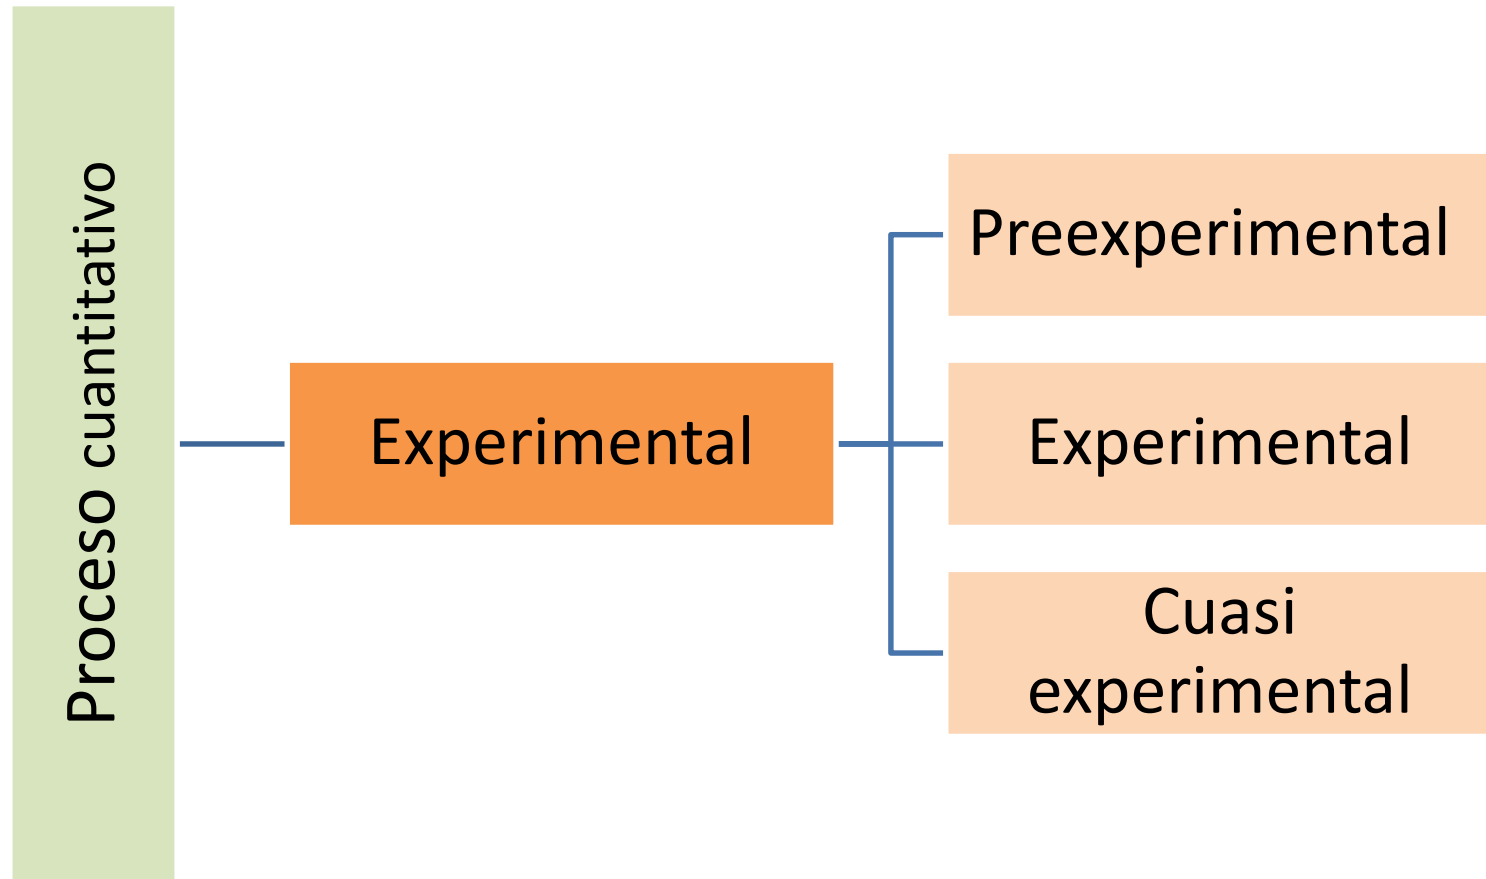 Proceso cuantitativo
Experimental
Preexperimental
Experimental
Cuasi
experimental